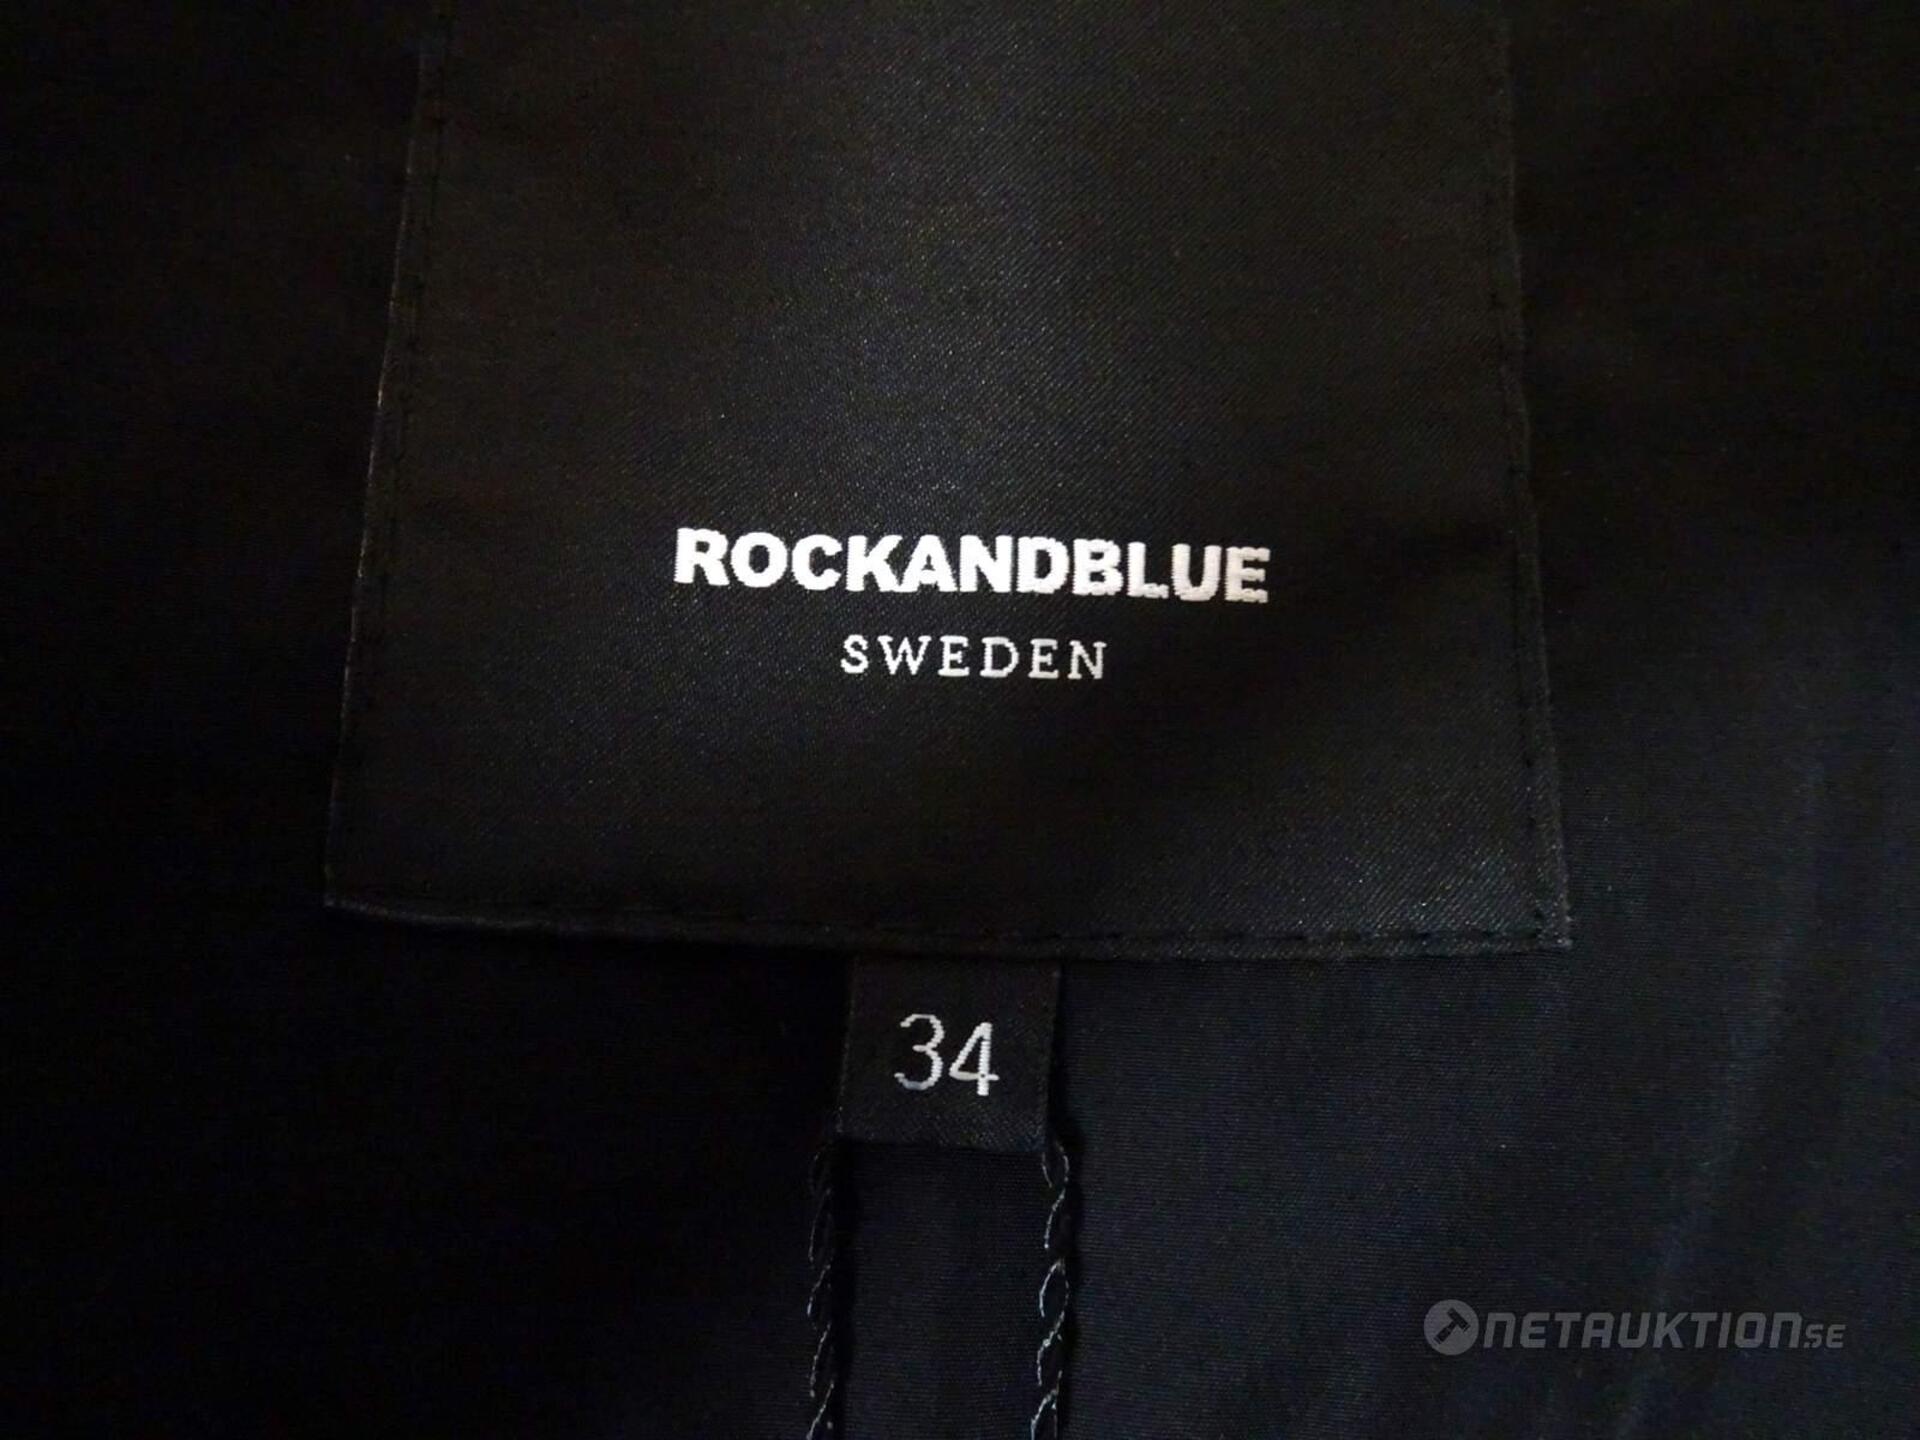 ROCKANDBLUE
SWEDEN
34
NETAUKTION.SE